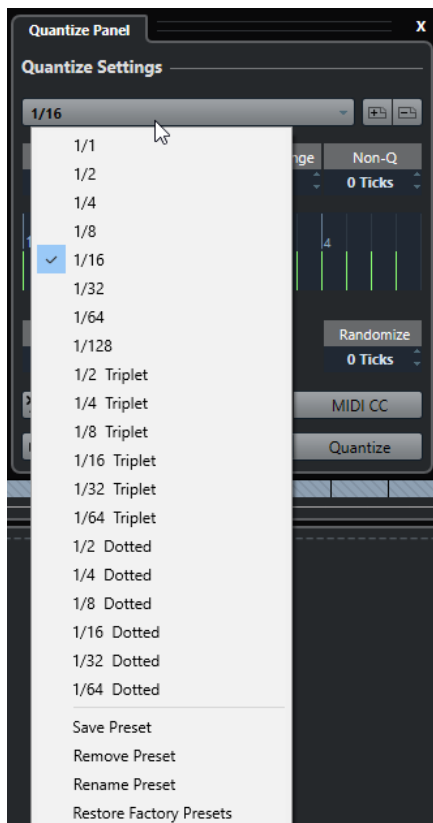 Quantize Panel X
Quantize Settings
1/16
1/1
nge Non-Q
1/2
0 Ticks
1/4
1/8
4
1/16
1/32
1/64
Randomize
1/128
0 Ticks
1/2 Triplet
1/4 Triplet
MIDI CC
1/8 Triplet
Quantize
1/16 Triplet
1/32 Triplet
1/64 Triplet
1/2 Dotted
1/4 Dotted
1/8 Dotted
1/16 Dotted
1/32 Dotted
1/64 Dotted
Save Preset
Remove Preset
Rename Preset
Restore Factory Presets